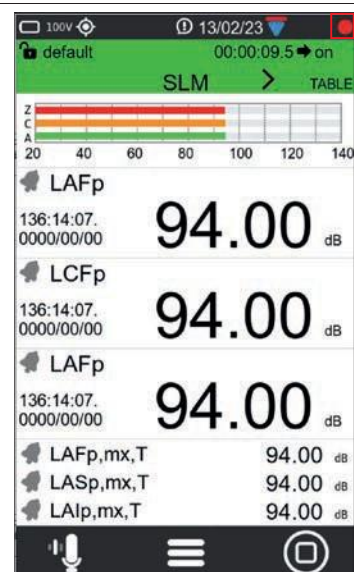 100V 13/02/23
default 00:00:09.5 on
SLM > TABLE
Z
C
A
20 40 60 80 100 120 140
LAFp
136:14:07.
0000/00/00
94.00 dB
LCFp
136:14:07.
0000/00/00
94.00 dB
LAFp
136:14:07.
0000/00/00
94.00 dB
LAFp,mx,T 94.00 dB
LASp,mx,T 94.00 dB
LAIp,mx,T 94.00 dB